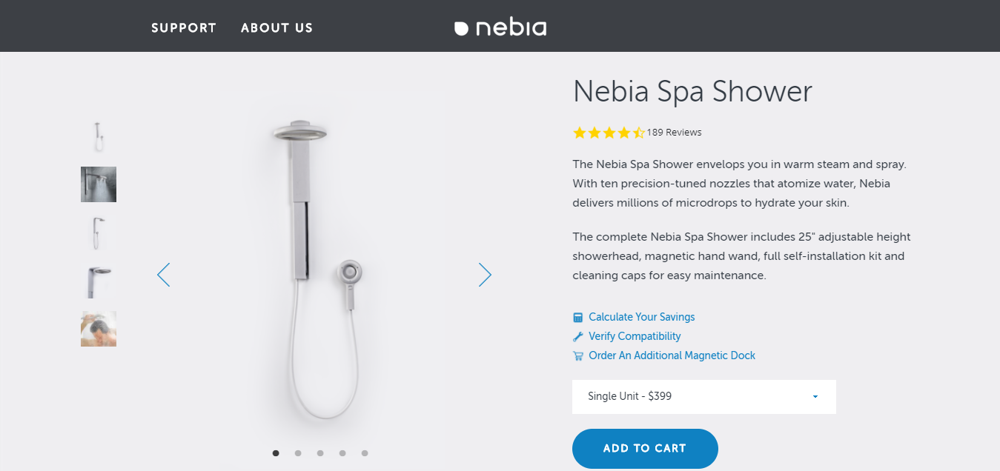 SUPPORT
ABOUT US
nebia
Nebia Spa Shower
189 Reviews
The Nebia Spa Shower envelops you in warm steam and spray.
With ten precision-tuned nozzles that atomize water, Nebia
delivers millions of microdrops to hydrate your skin.
The complete Nebia Spa Shower includes 25" adjustable height
showerhead, magnetic hand wand, full self-installation kit and
cleaning caps for easy maintenance.
Calculate Your Savings
Verify Compatibility
Order An Additional Magnetic Dock
Single Unit - $399
ADD TO CART